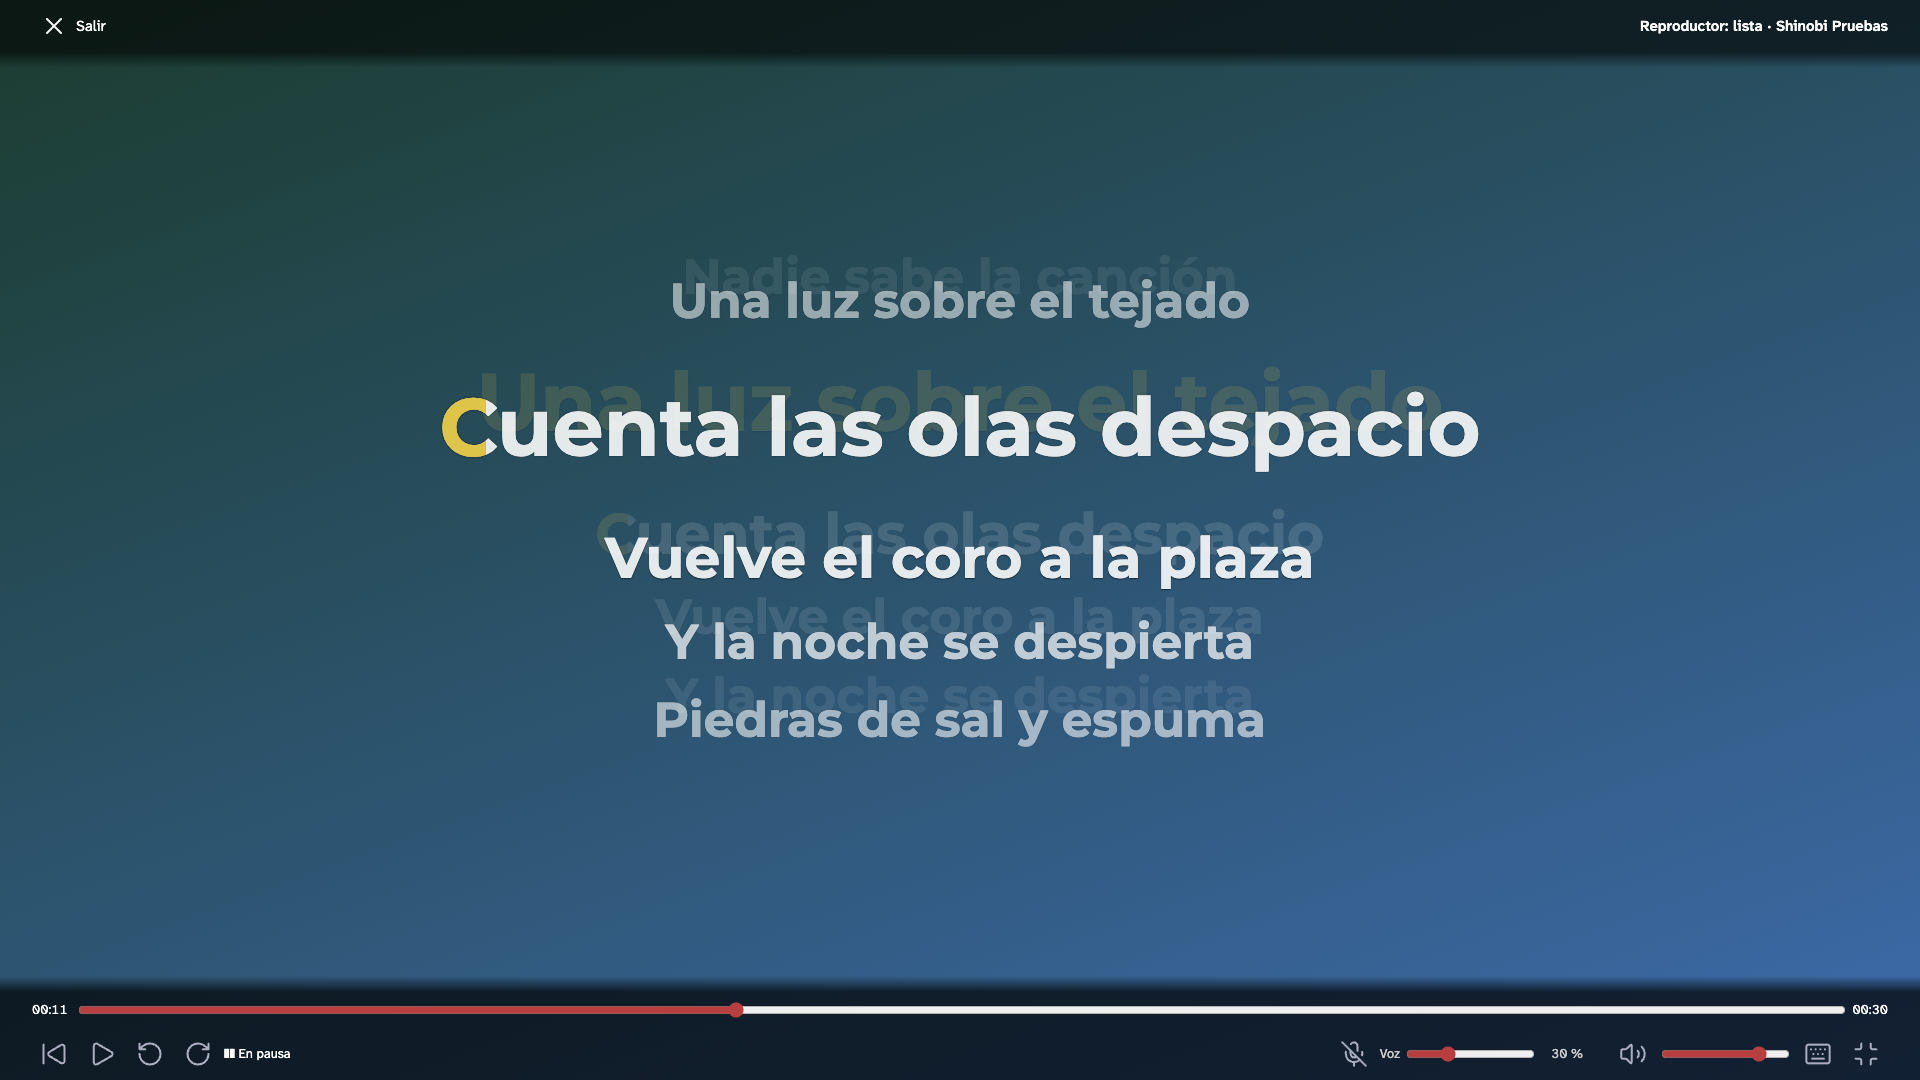 Salir
Reproductor: lista · Shinobi Pruebas
Nadie sabe la canción
Una luz sobre el tejado
Una luz sobre el tejado
Cuenta las olas despacio
Cuenta las olas despacio
Vuelve el coro a la plaza
Vuelve el coro a la plaza
Y la noche se despierta
Y la noche se despierta
Piedras de sal y espuma
00:11
00:30
En pausa
Voz
30 %